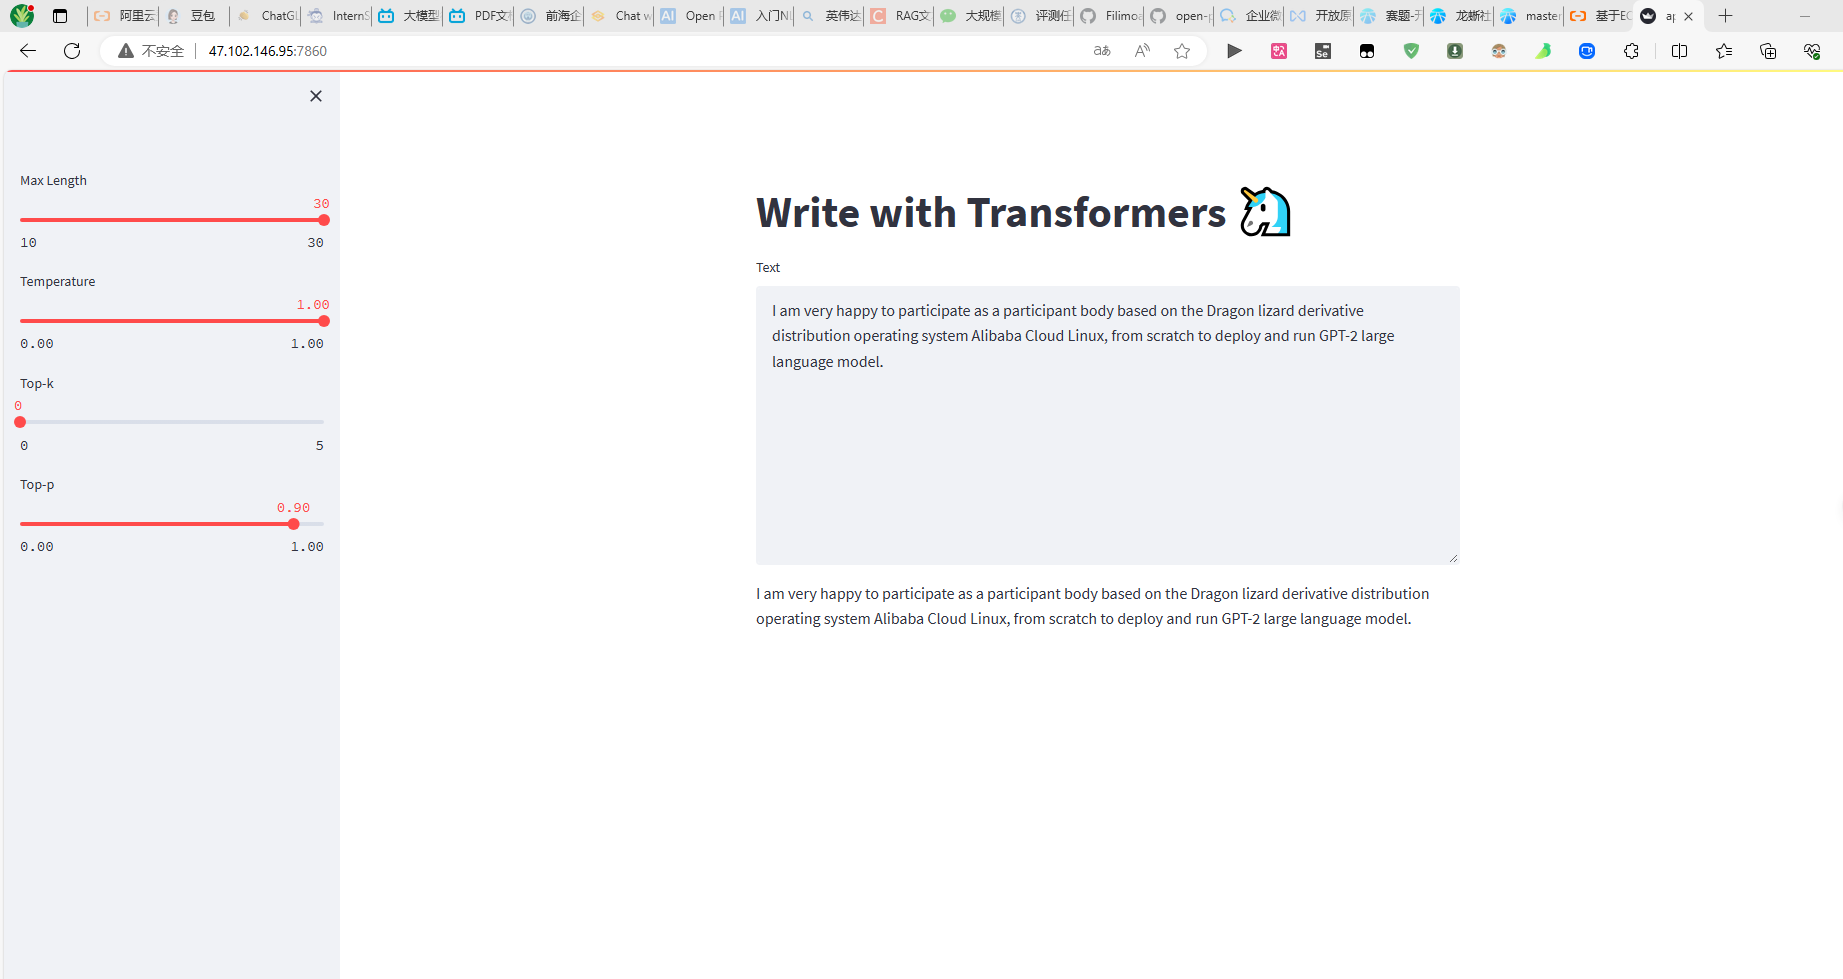 阿里云
豆包
ChatGL
InternS
大模型
PDF文
前海企
Chat w
Open
入门N
英伟达
RAG文
大规模
评测任
Filimoa
open-
企业微
开放原
赛题-
龙蜥社
master
基于EC
不安全
47.102.146.95:7860
Max Length
30
10 30
Temperature
1.00
0.00 1.00
Top-k
0
0 5
Top-p
0.90
0.00 1.00
Write with Transformers
Text
I am very happy to participate as a participant body based on the Dragon lizard derivative
distribution operating system Alibaba Cloud Linux, from scratch to deploy and run GPT-2 large
language model.
I am very happy to participate as a participant body based on the Dragon lizard derivative distribution
operating system Alibaba Cloud Linux, from scratch to deploy and run GPT-2 large language model.